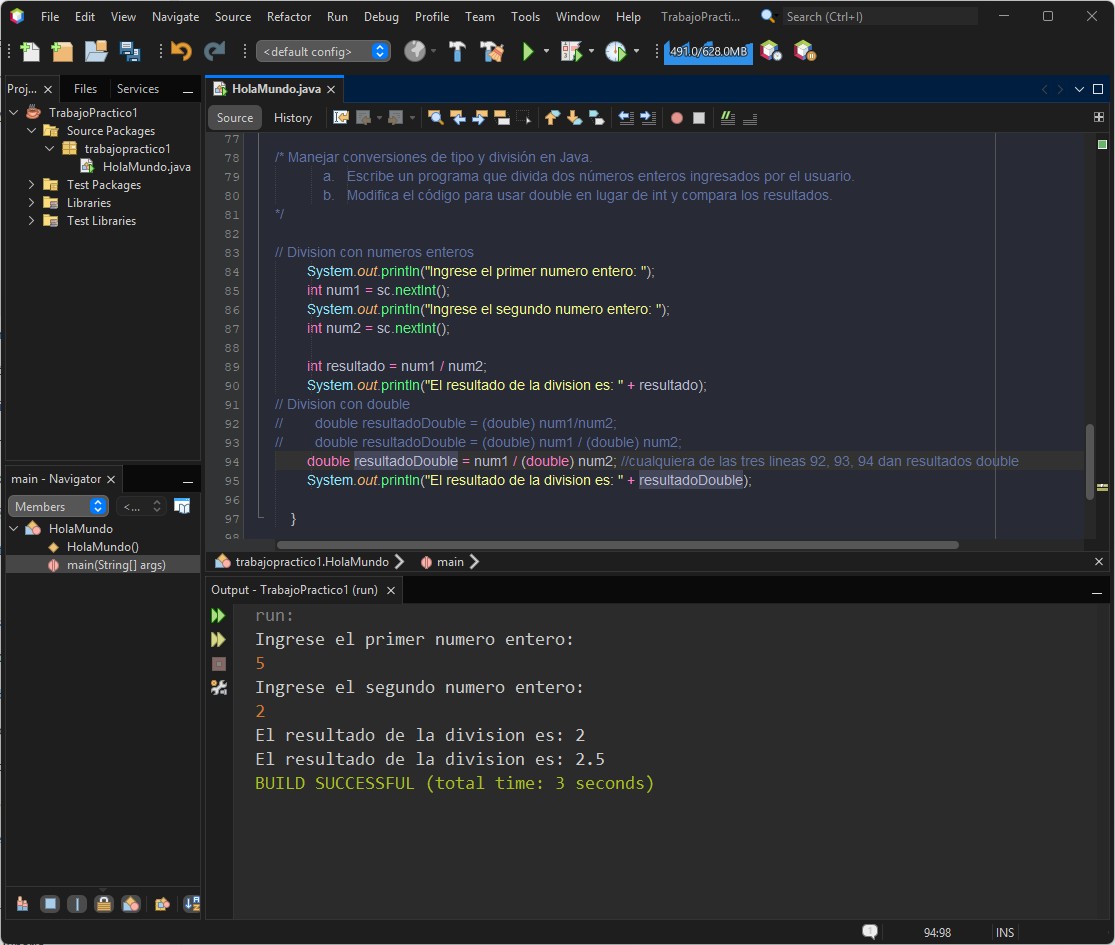 File Edit View Navigate Source Refactor Run Debug Profile Team Tools Window Help TrabajoPracti... Search (Ctrl+I)
<default config> 491.0/628.0MB
Proj... Files Services
HolaMundo.java
TrabajoPractico1
Source Packages
trabajopractico1
HolaMundo.java
Test Packages
Libraries
Test Libraries
Source History
77
78 /* Manejar conversiones de tipo y división en Java.
79 a. Escribe un programa que divida dos números enteros ingresados por el usuario.
80 b. Modifica el código para usar double en lugar de int y compara los resultados.
81 */
82
83 // Division con numeros enteros
84 System.out.println("Ingrese el primer numero entero: ");
85 int num1 = sc.nextInt();
86 System.out.println("Ingrese el segundo numero entero: ");
87 int num2 = sc.nextInt();
88
89 int resultado = num1 / num2;
90 System.out.println("El resultado de la division es: " + resultado);
91 // Division con double
92 // double resultadoDouble = (double) num1/num2;
93 // double resultadoDouble = (double) num1 / (double) num2;
94 double resultadoDouble = num1 / (double) num2; //cualquiera de las tres lineas 92, 93, 94 dan resultados double
95 System.out.println("El resultado de la division es: " + resultadoDouble);
96
97 }
98
main - Navigator
Members <...
HolaMundo
HolaMundo()
main(String[] args)
trabajopractico1.HolaMundo main
Output - TrabajoPractico1 (run)
run:
Ingrese el primer numero entero:
5
Ingrese el segundo numero entero:
2
El resultado de la division es: 2
El resultado de la division es: 2.5
BUILD SUCCESSFUL (total time: 3 seconds)
94:98 INS